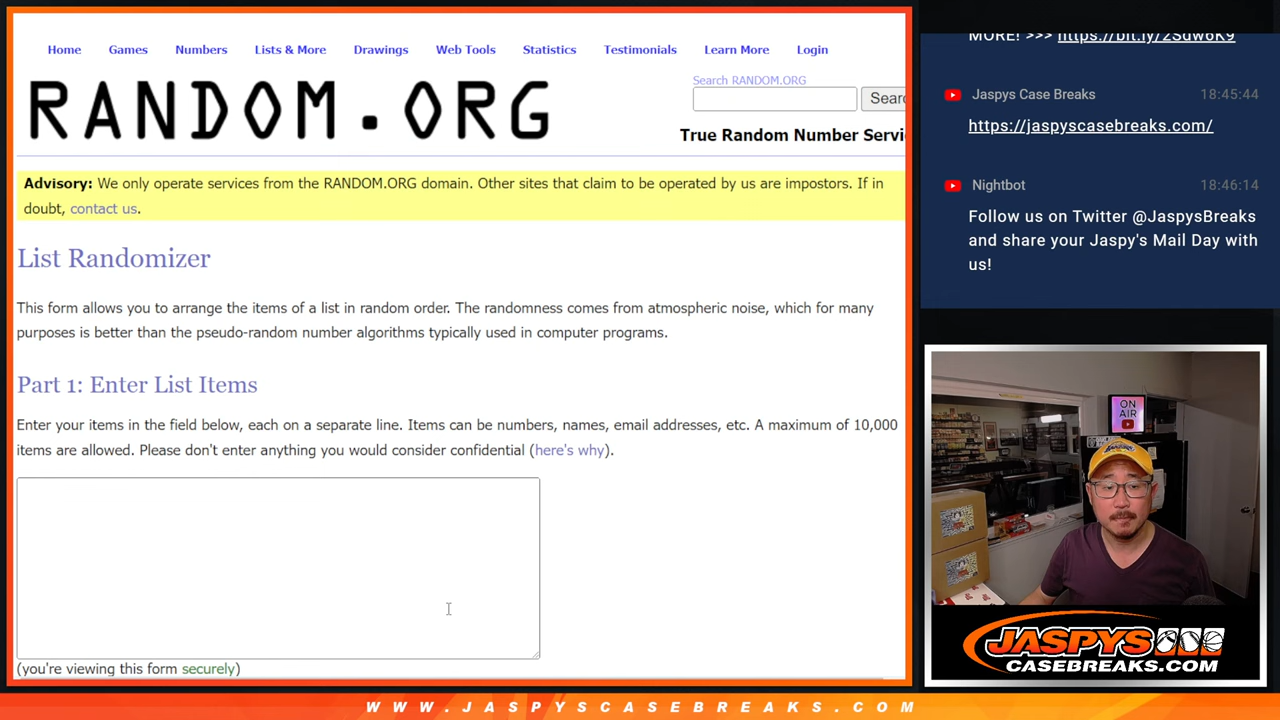 Home Games Numbers Lists & More Drawings Web Tools Statistics Testimonials Learn More Login
RANDOM.ORG
Search RANDOM.ORG
True Random Number Servi
Advisory: We only operate services from the RANDOM.ORG domain. Other sites that claim to be operated by us are impostors. If in
doubt, contact us.
List Randomizer
This form allows you to arrange the items of a list in random order. The randomness comes from atmospheric noise, which for many
purposes is better than the pseudo-random number algorithms typically used in computer programs.
Part 1: Enter List Items
Enter your items in the field below, each on a separate line. Items can be numbers, names, email addresses, etc. A maximum of 10,000
items are allowed. Please don't enter anything you would consider confidential (here's why).
(you're viewing this form securely)
MORE! >>> https://bit.ly/2Sdw6K9
Jaspys Case Breaks 18:45:44
https://jaspyscasebreaks.com/
Nightbot 18:46:14
Follow us on Twitter @JaspysBreaks
and share your Jaspy's Mail Day with
us!
ON
AIR
JASPYS
CASEBREAKS.COM
WWW.JASPYSCASEBREAKS.COM